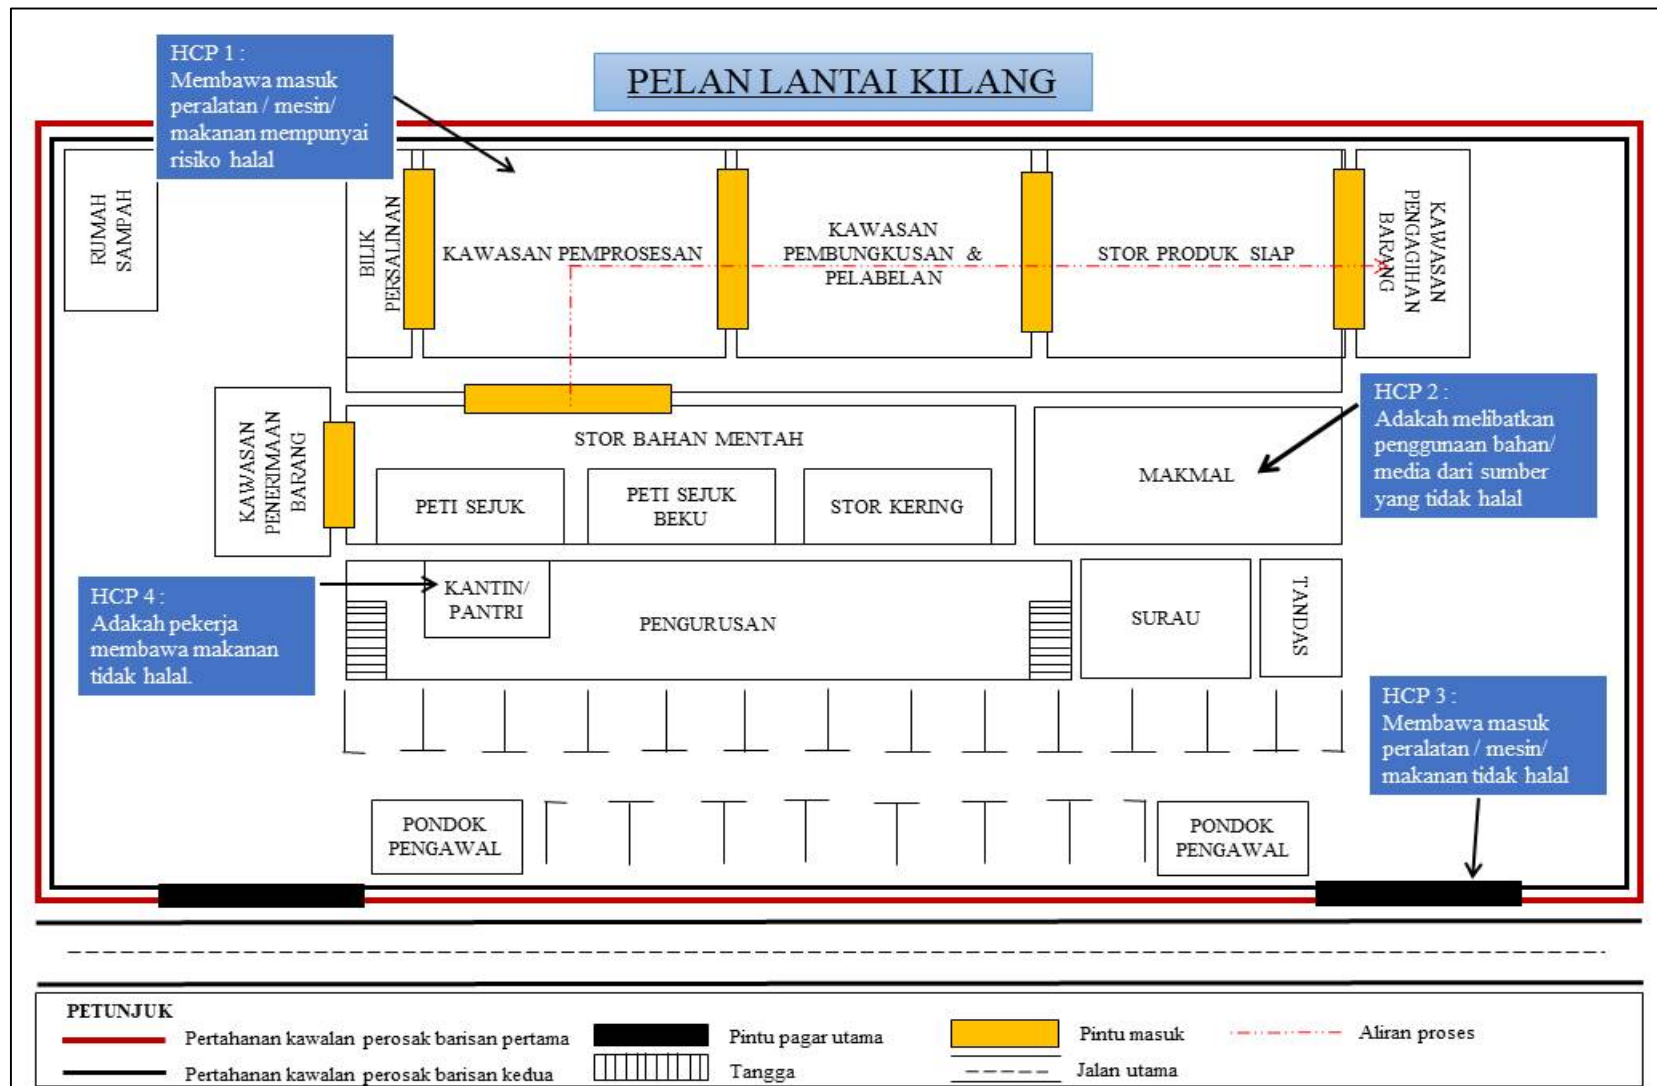 PELAN LANTAI KILANG
HCP 1 :
Membawa masuk
peralatan / mesin/
makanan mempunyai
risiko halal
RUMAH
SAMPAH
BILIK
PERSALINAN
KAWASAN PEMPROSESAN
KAWASAN
PEMBUNGKUSAN &
PELABELAN
STOR PRODUK SIAP
KAWASAN
PENGAGIHAN
BARANG
KAWASAN
PENERIMAAN
BARANG
STOR BAHAN MENTAH
PETI SEJUK
PETI SEJUK
BEKU
STOR KERING
MAKMAL
HCP 2 :
Adakah melibatkan
penggunaan bahan/
media dari sumber
yang tidak halal
HCP 4 :
Adakah pekerja
membawa makanan
tidak halal.
KANTIN/
PANTRI
PENGURUSAN
SURAU
TANDAS
HCP 3 :
Membawa masuk
peralatan / mesin/
makanan tidak halal
PONDOK
PENGAWAL
PONDOK
PENGAWAL
PETUNJUK
Pertahanan kawalan perosak barisan pertama
Pintu pagar utama
Pintu masuk
Aliran proses
Pertahanan kawalan perosak barisan kedua
Tangga
Jalan utama